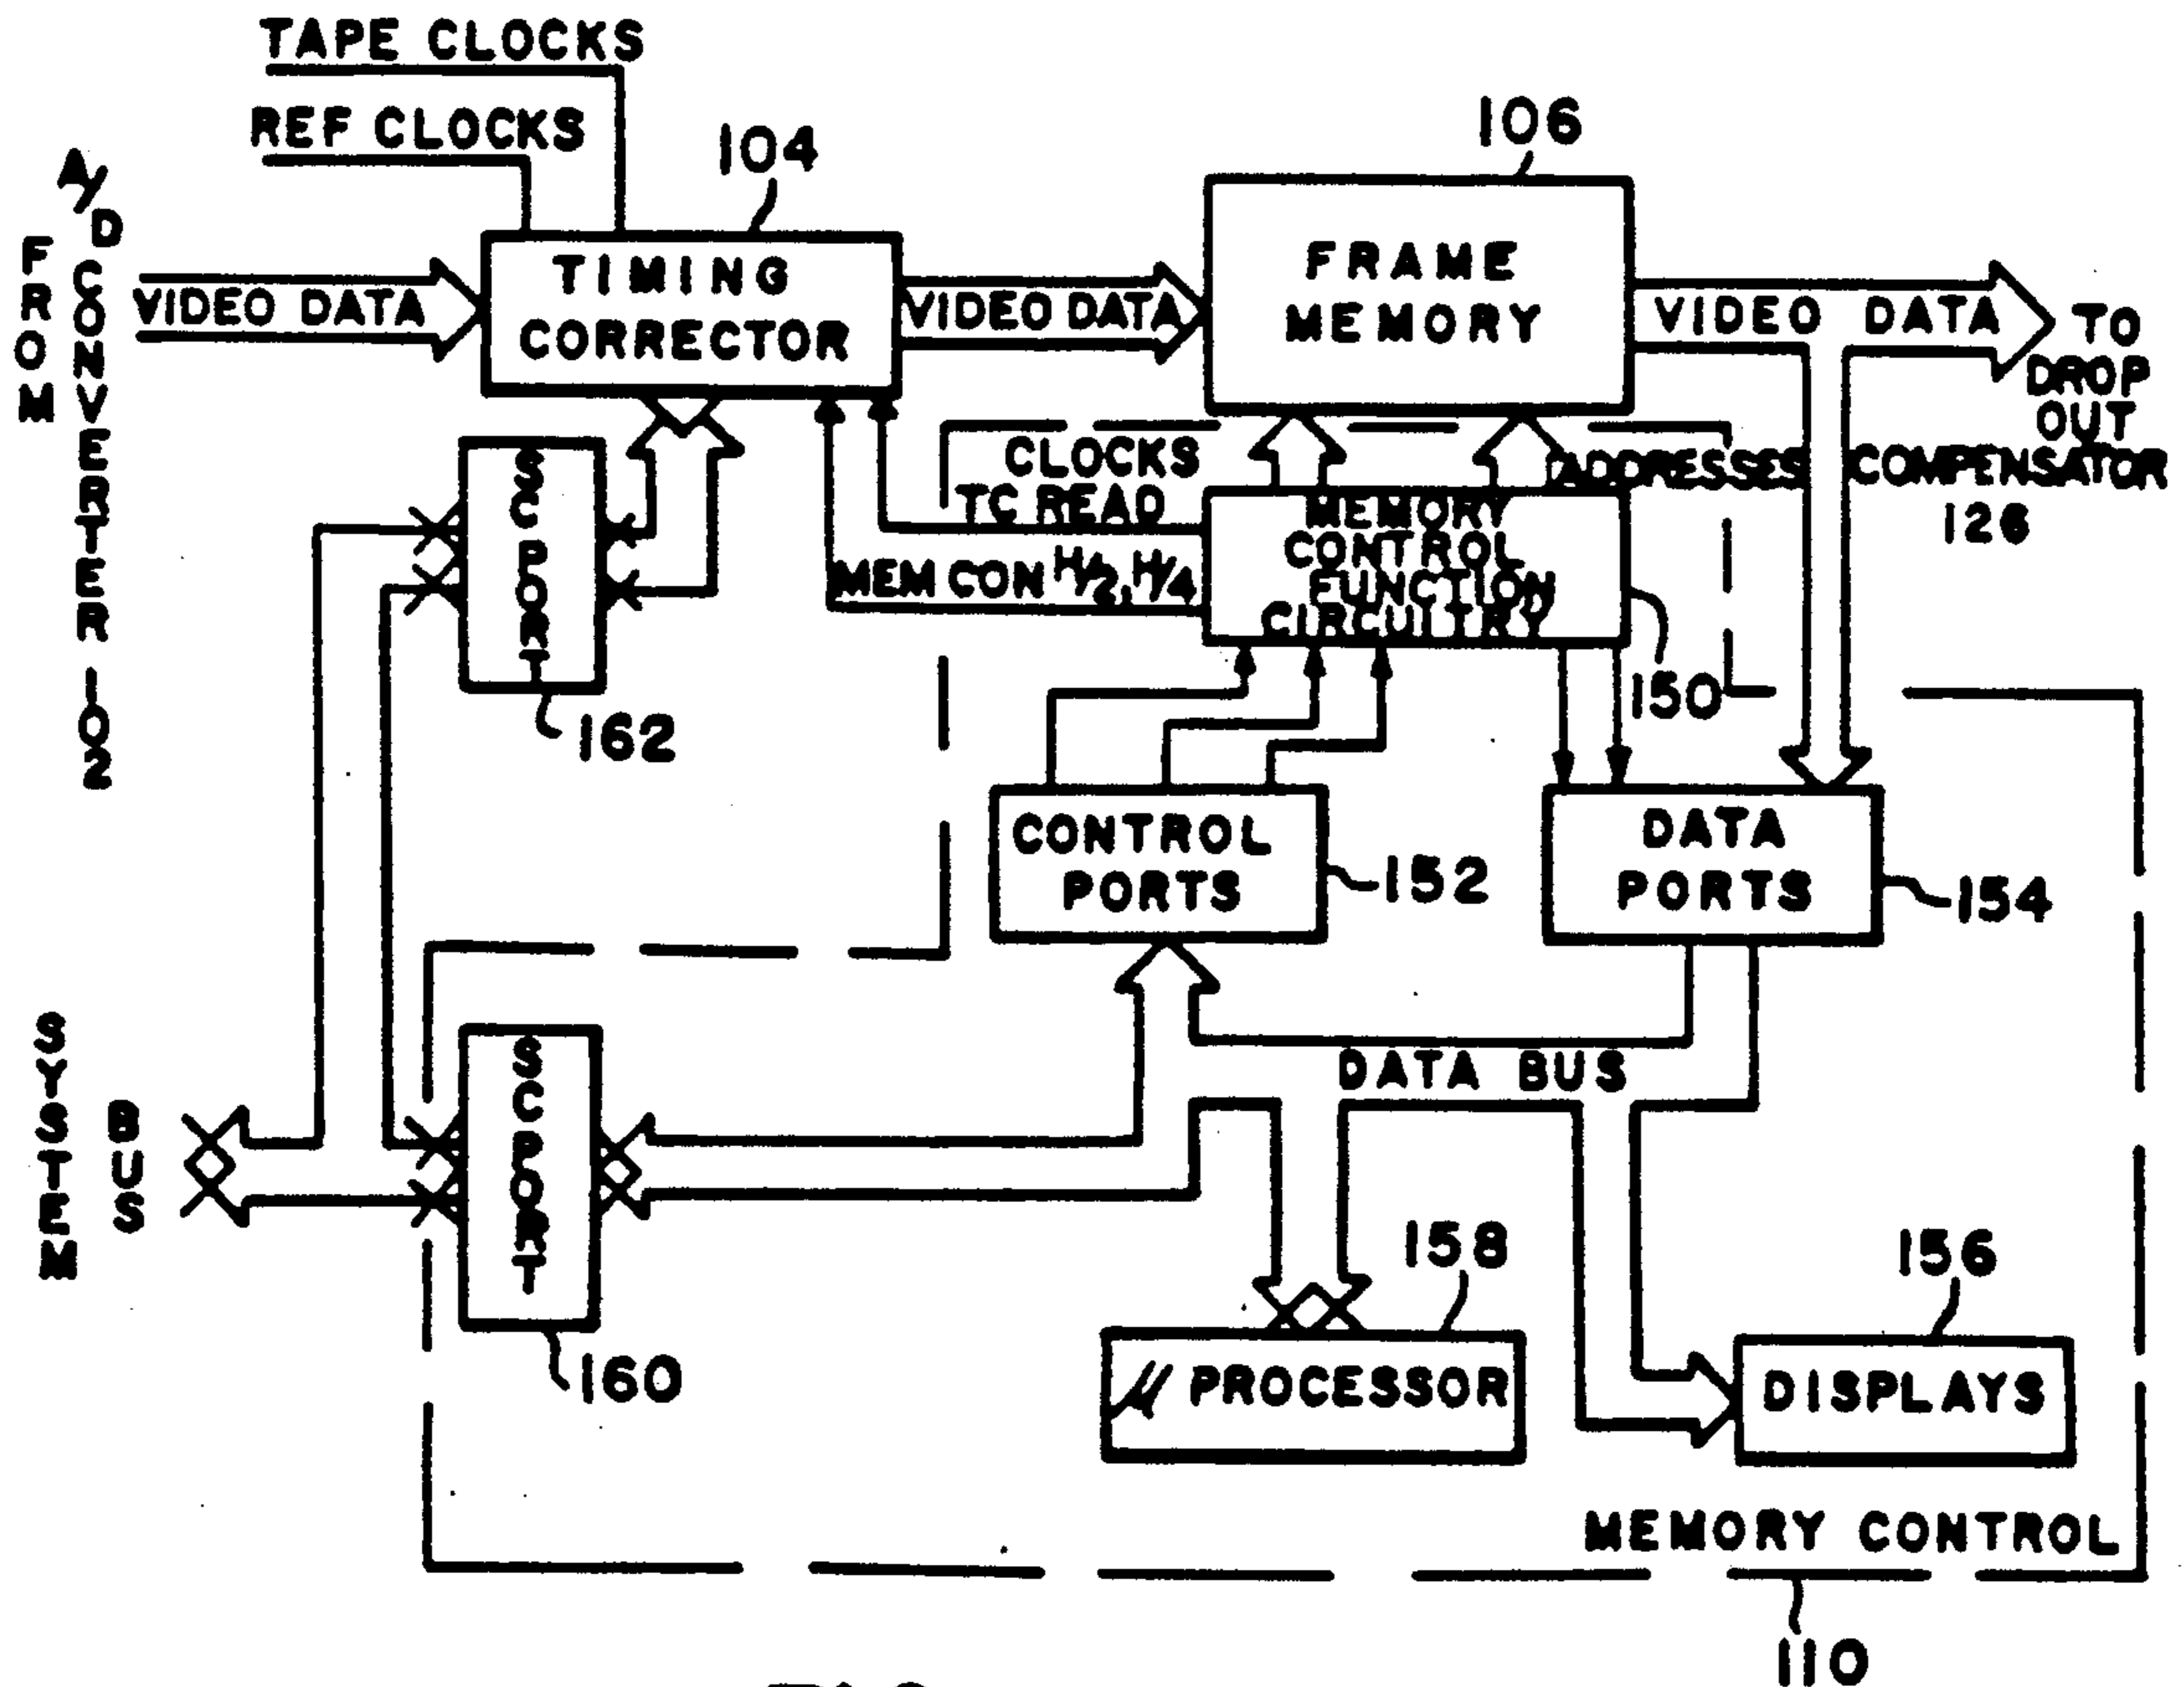 TAPE CLOCKS
REF CLOCKS
104
106
FROM
A/D CONVERTER 102
VIDEO DATA
TIMING
CORRECTOR
VIDEO DATA
FRAME
MEMORY
VIDEO DATA
TO
DROP
OUT
COMPENSATOR
126
CLOCKS
TC READ
ADDRESSES
MEM CON H/2, H/4
MEMORY
CONTROL
FUNCTION
CIRCUITRY
150
SC PORT
162
CONTROL
PORTS
152
DATA
PORTS
154
SYSTEM
BUS
SC PORT
160
DATA BUS
158
µ PROCESSOR
156
DISPLAYS
MEMORY CONTROL
110